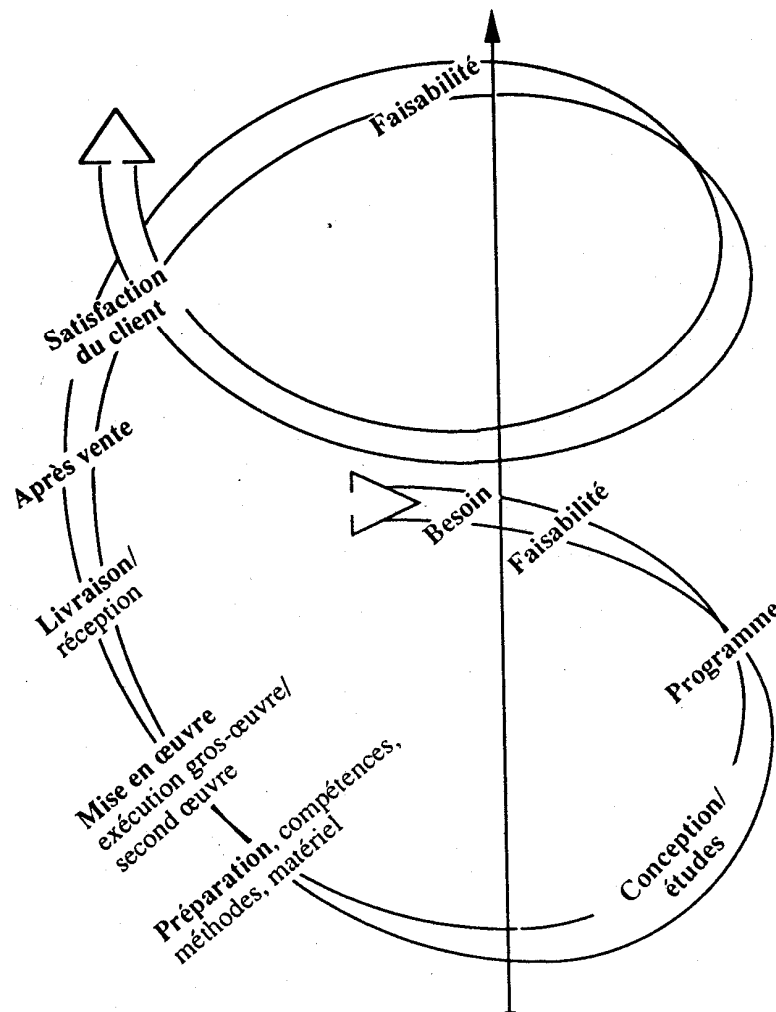 Faisabilité
Satisfaction
du client
Après vente
Besoin
Faisabilité
Livraison/
réception
Programme
Mise en œuvre
exécution gros-œuvre/
second œuvre
Préparation, compétences,
méthodes, matériel
Conception/
études